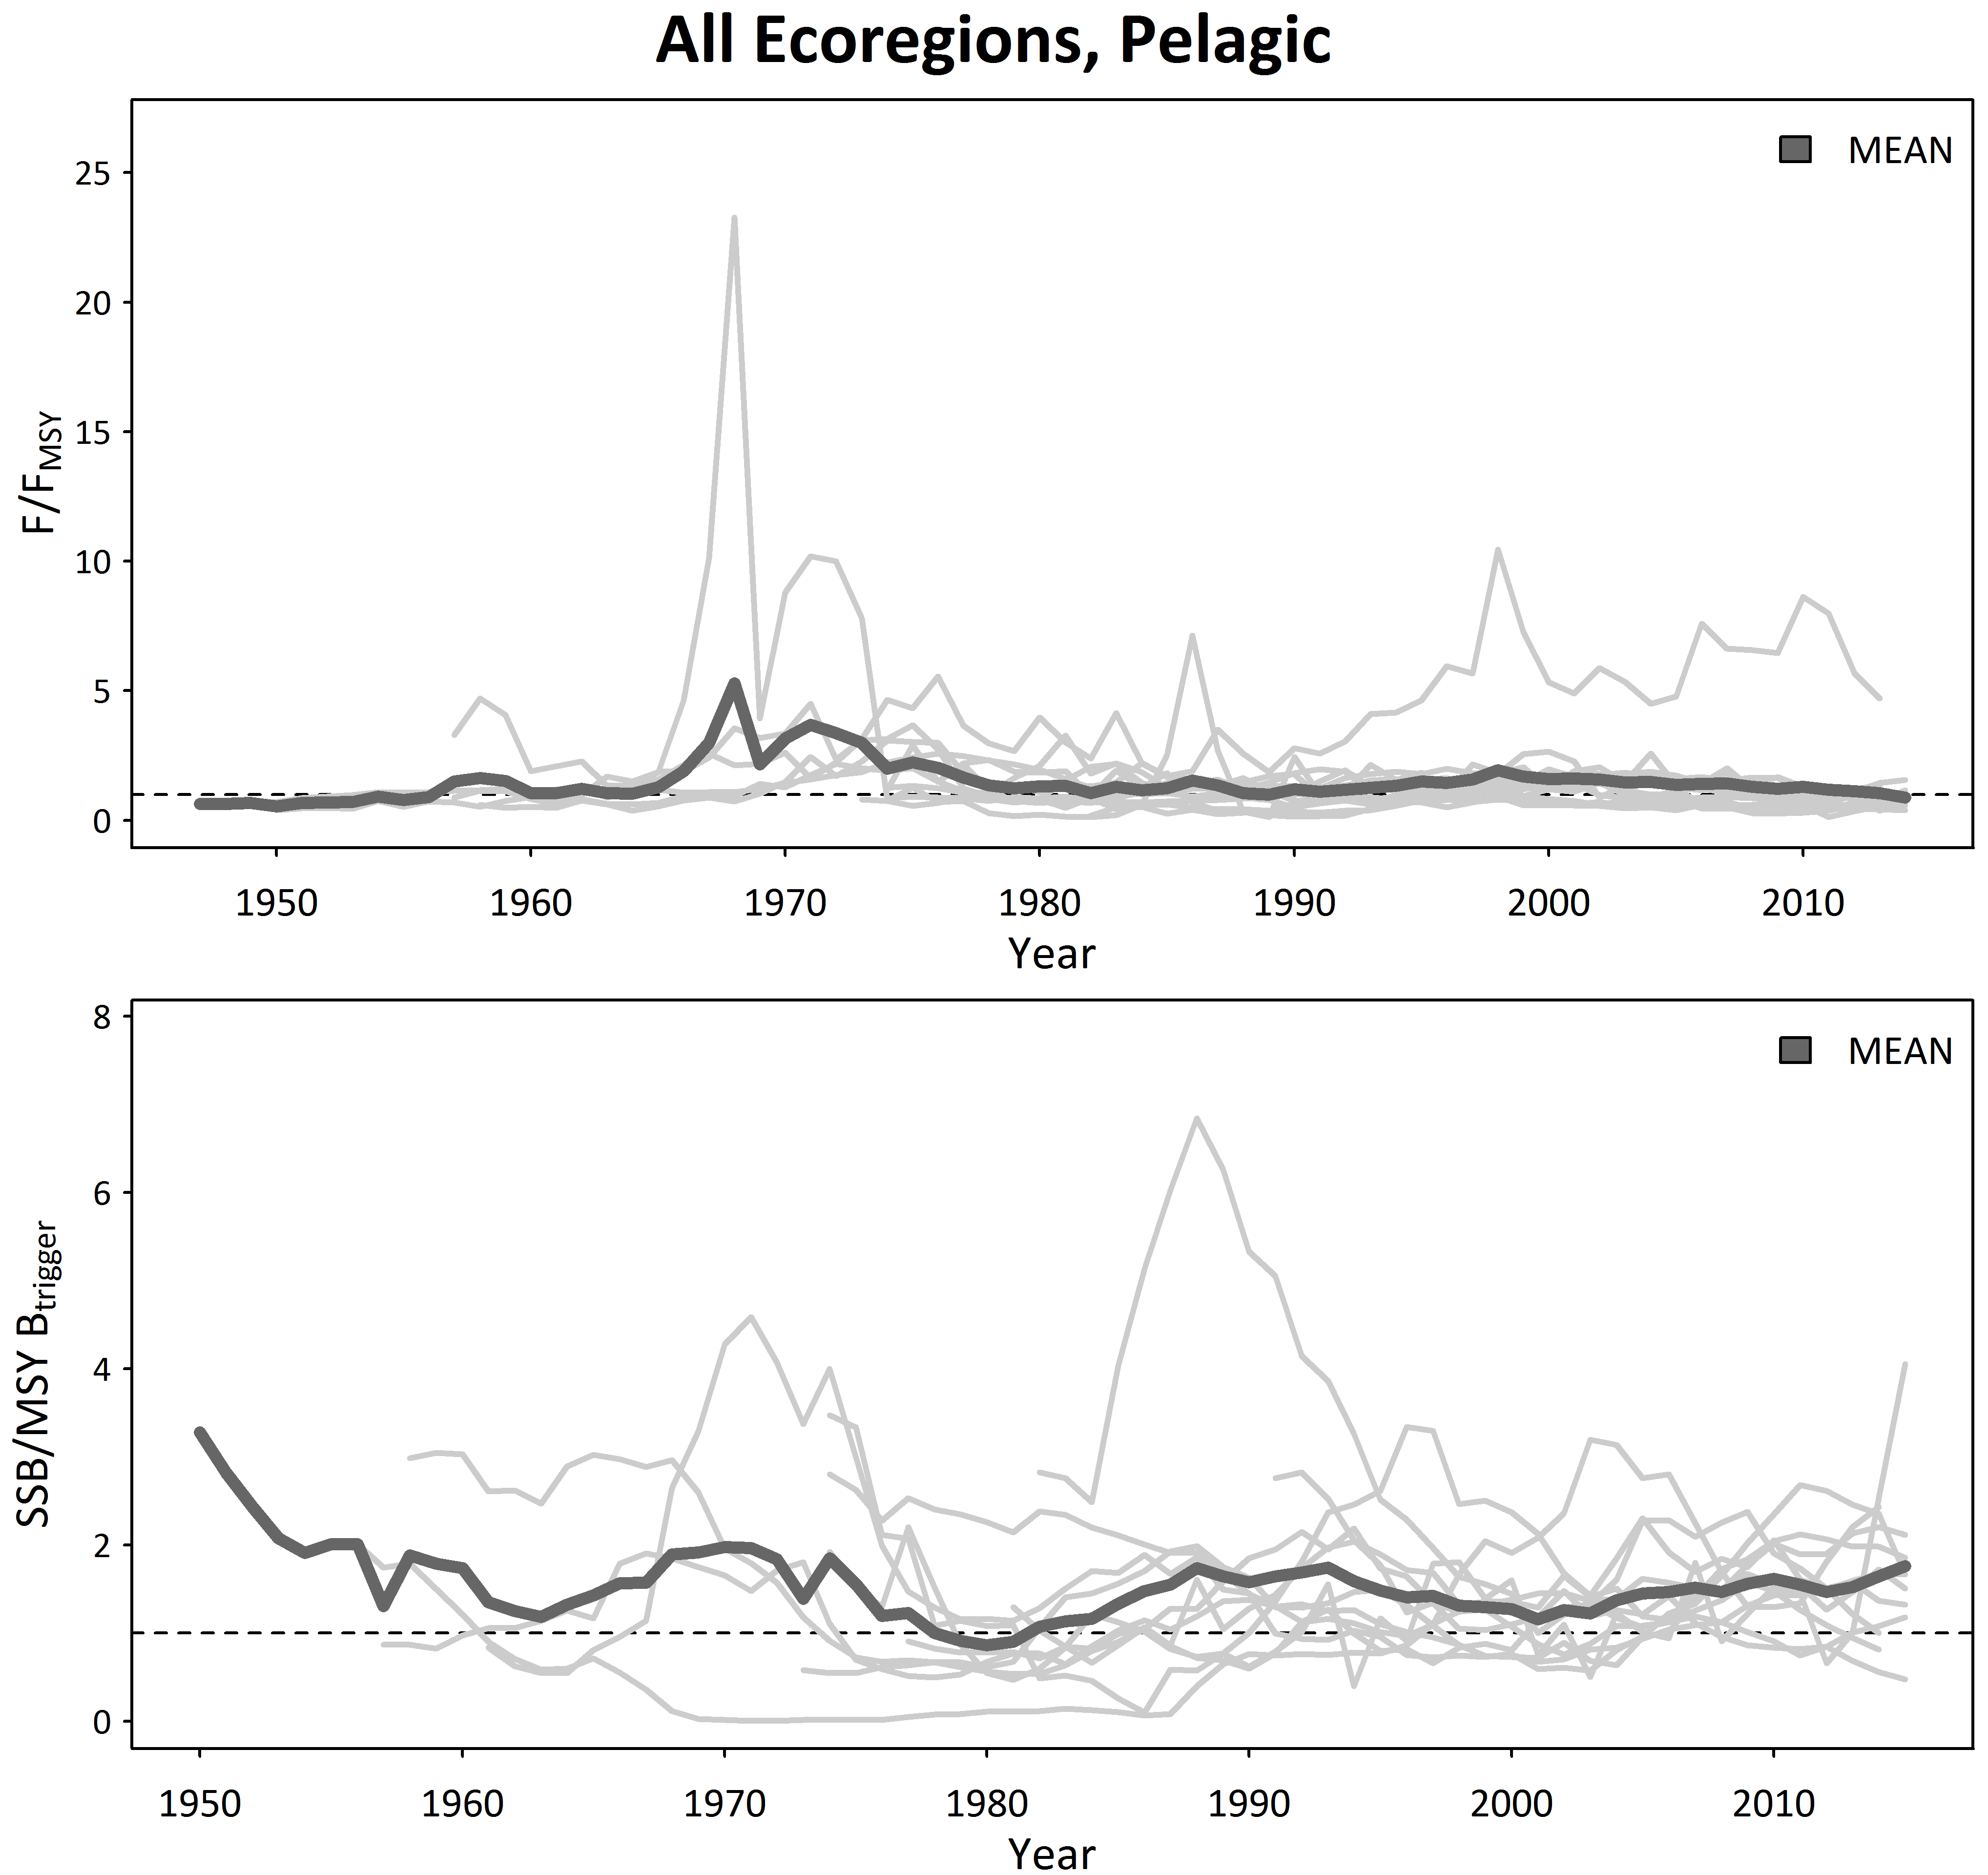 All Ecoregions, Pelagic
MEAN
F/FMSY
25
20
15
10
5
0
1950 1960 1970 1980 1990 2000 2010
Year
MEAN
SSB/MSY Btrigger
8
6
4
2
0
1950 1960 1970 1980 1990 2000 2010
Year